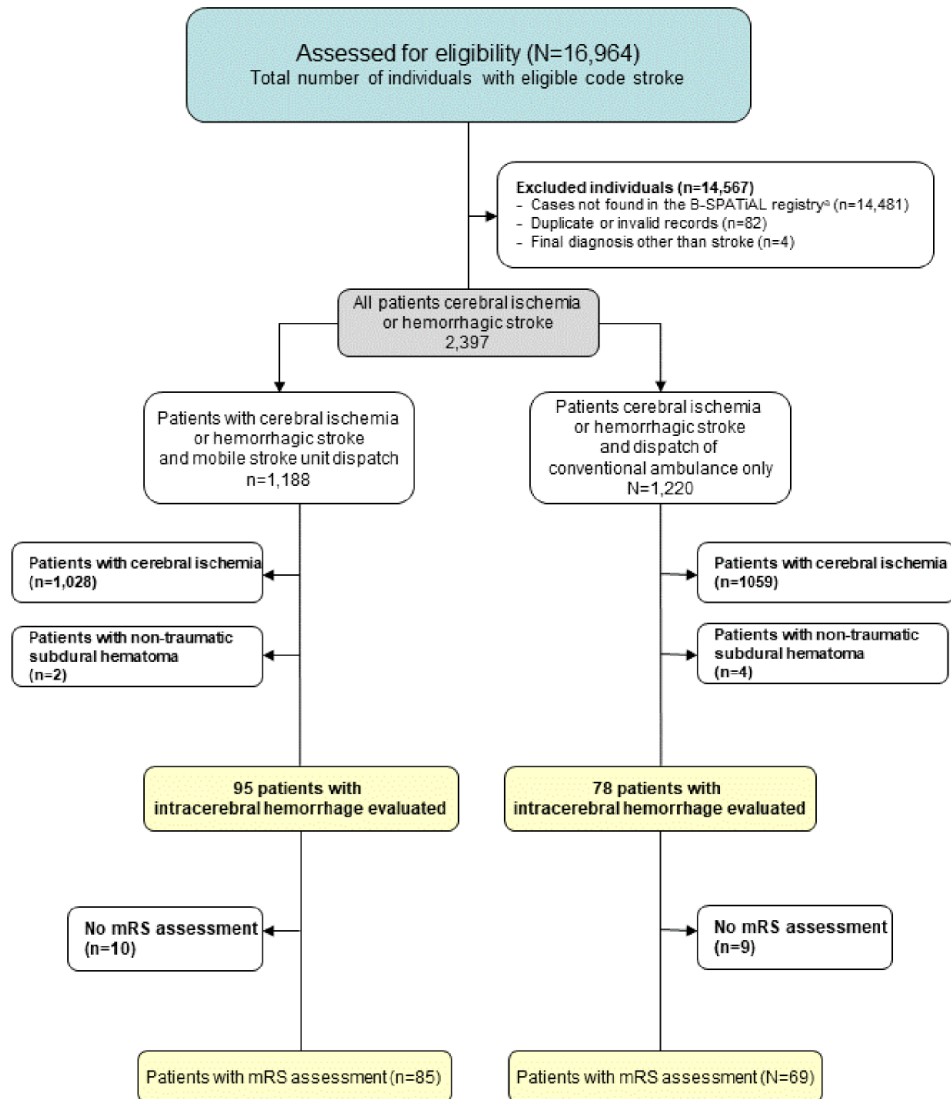 Assessed for eligibility (N=16,964)
Total number of individuals with eligible code stroke
Excluded individuals (n=14,567)
- Cases not found in the B-SPATiAL registryª (n=14,481)
- Duplicate or invalid records (n=82)
- Final diagnosis other than stroke (n=4)
All patients cerebral ischemia
or hemorrhagic stroke
2,397
Patients with cerebral ischemia
or hemorrhagic stroke
and mobile stroke unit dispatch
n=1,188
Patients cerebral ischemia
or hemorrhagic stroke
and dispatch of
conventional ambulance only
N=1,220
Patients with cerebral ischemia
(n=1,028)
Patients with cerebral ischemia
(n=1059)
Patients with non-traumatic
subdural hematoma
(n=2)
Patients with non-traumatic
subdural hematoma
(n=4)
95 patients with
intracerebral hemorrhage evaluated
78 patients with
intracerebral hemorrhage evaluated
No mRS assessment
(n=10)
No mRS assessment
(n=9)
Patients with mRS assessment (n=85)
Patients with mRS assessment (N=69)